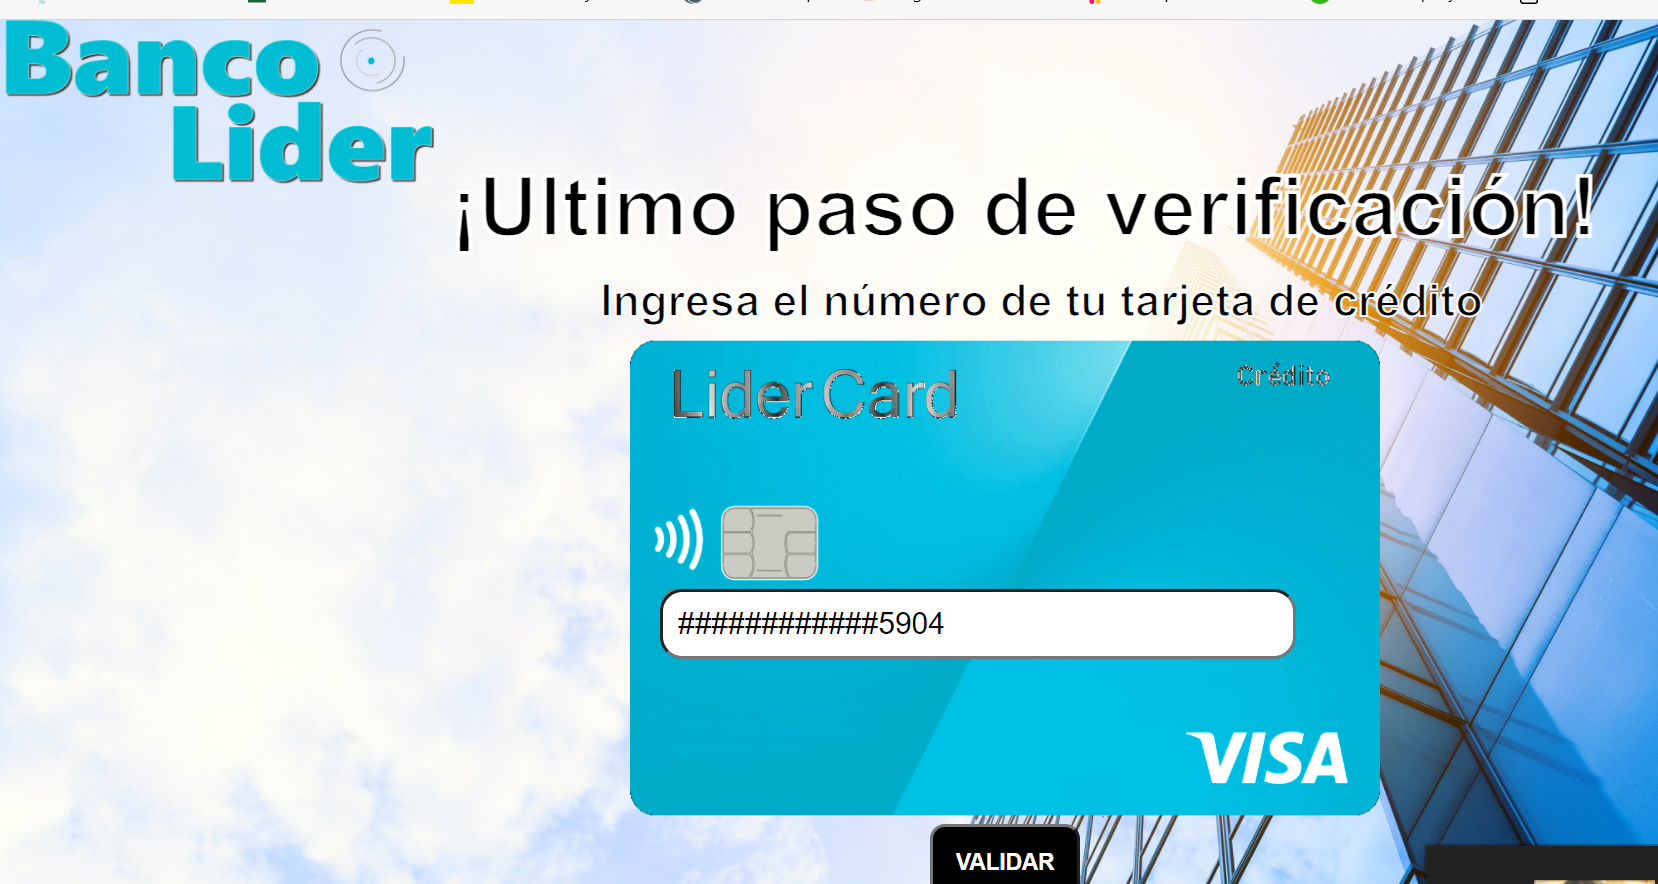 Banco
Lider
¡Ultimo paso de verificación!
Ingresa el número de tu tarjeta de crédito
Lider Card
Crédito
############5904
VISA
VALIDAR